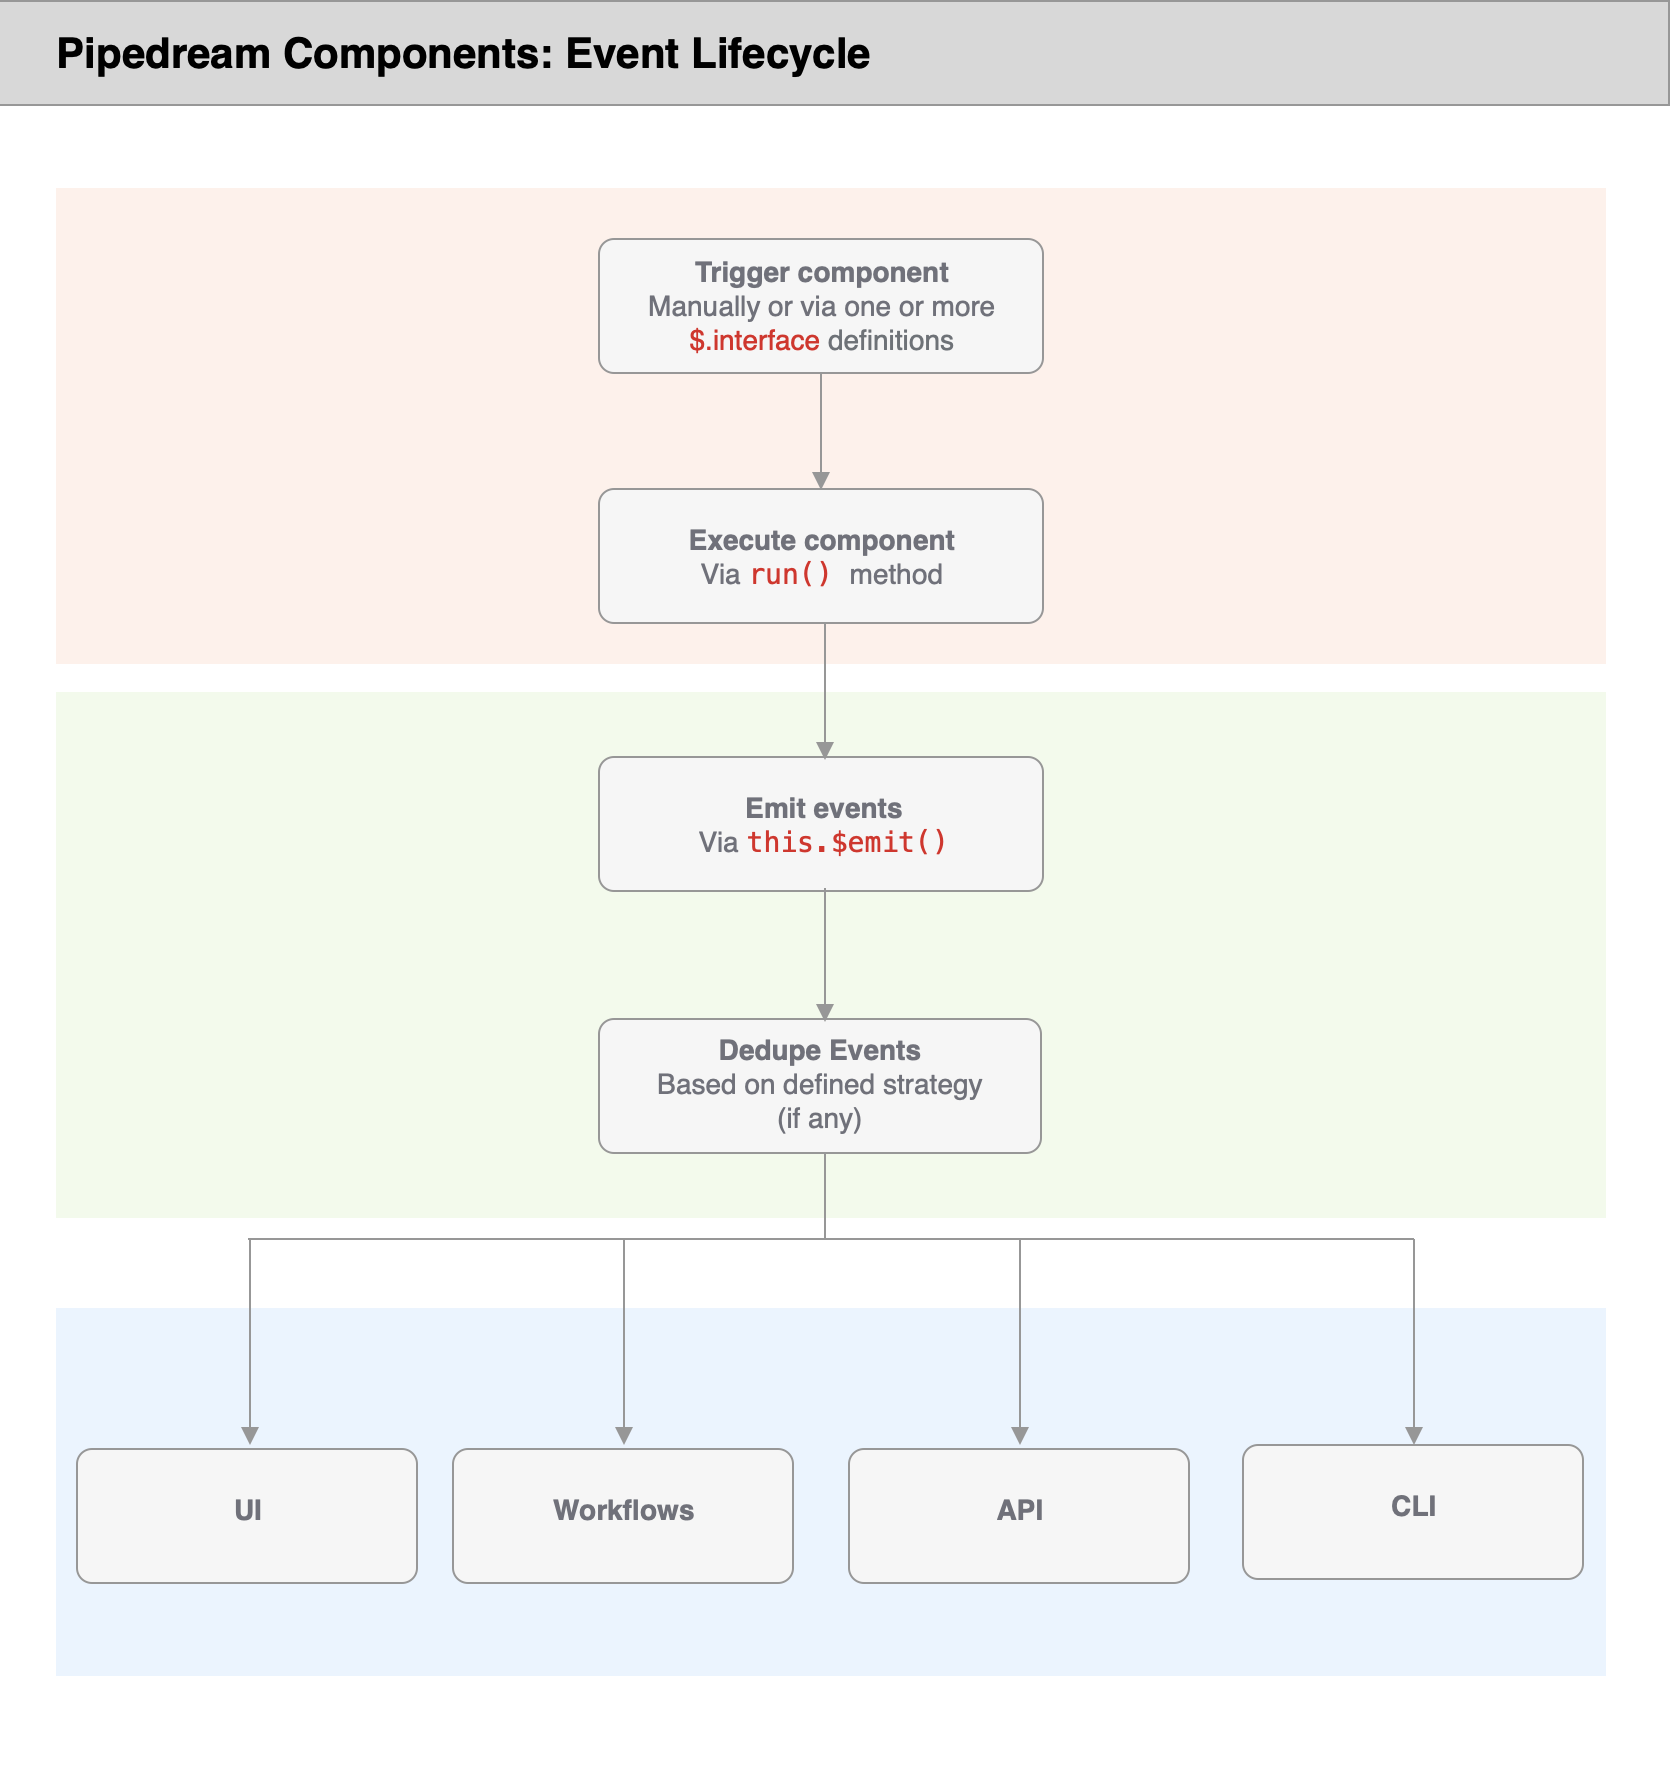 Pipedream Components: Event Lifecycle
Trigger component
Manually or via one or more
$.interface definitions
Execute component
Via run() method
Emit events
Via this.$emit()
Dedupe Events
Based on defined strategy
(if any)
UI
Workflows
API
CLI